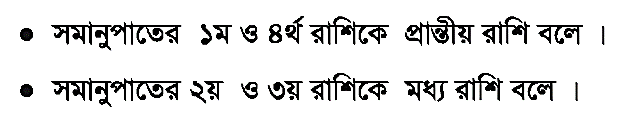 • সমানুপাতের ১ম ও ৪র্থ রাশিকে প্রান্তীয় রাশি বলে ।
• সমানুপাতের ২য় ও ৩য় রাশিকে মধ্য রাশি বলে ।